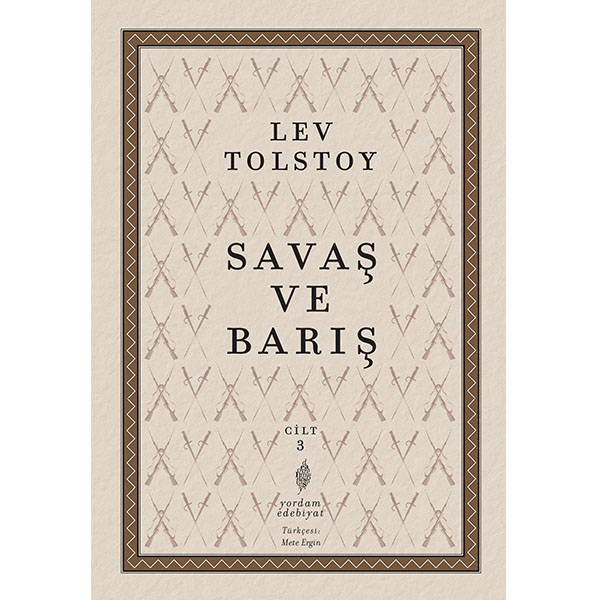 LEV
TOLSTOY
SAVAŞ
VE
BARIŞ
CİLT
3
yordam
edebiyat
Türkçesi:
Mete Ergin